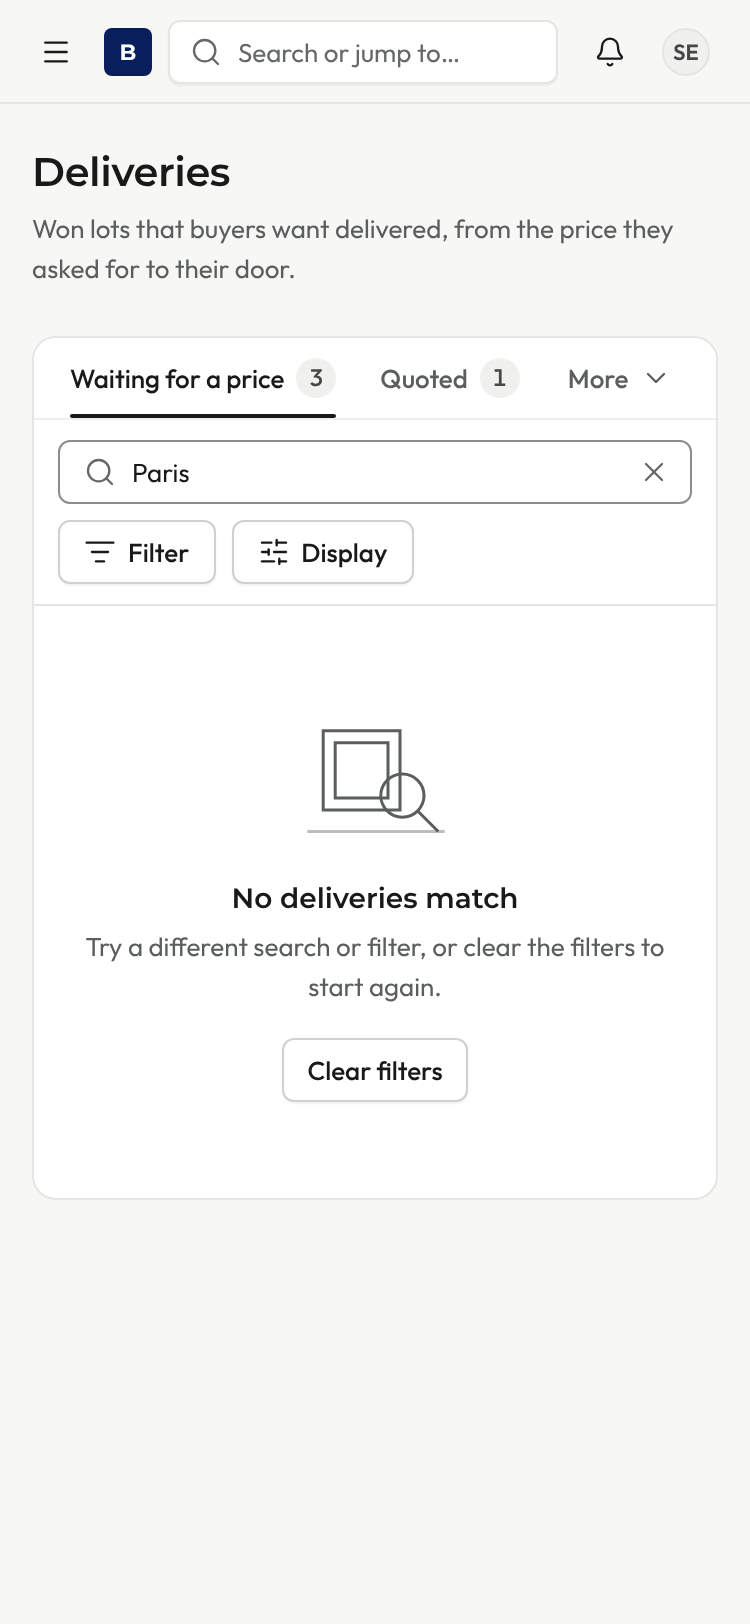 B
Search or jump to...
SE
Deliveries
Won lots that buyers want delivered, from the price they
asked for to their door.
Waiting for a price 3
Quoted 1
More
Paris
Filter
Display
No deliveries match
Try a different search or filter, or clear the filters to
start again.
Clear filters